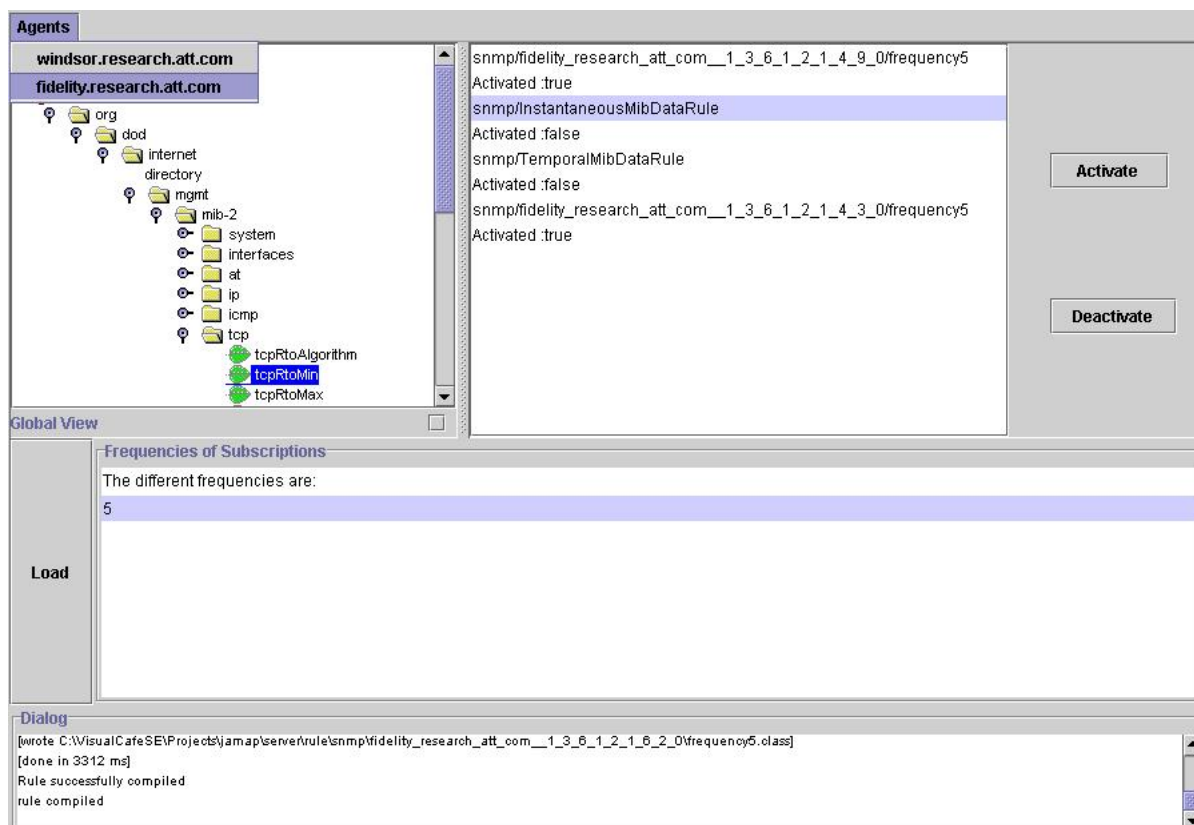 Agents
windsor.research.att.com
fidelity.research.att.com
org
dod
internet
directory
mgmt
mib-2
system
interfaces
at
ip
icmp
tcp
tcpRtoAlgorithm
tcpRtoMin
tcpRtoMax
Global View
snmp/fidelity_research_att_com__1_3_6_1_2_1_4_9_0/frequency5
Activated :true
snmp/InstantaneousMibDataRule
Activated :false
snmp/TemporalMibDataRule
Activated :false
snmp/fidelity_research_att_com__1_3_6_1_2_1_4_3_0/frequency5
Activated :true
Activate
Deactivate
Load
Frequencies of Subscriptions
The different frequencies are:
5
Dialog
[wrote C:\VisualCafeSE\Projects\jamap\server\rule\snmp\fidelity_research_att_com__1_3_6_1_2_1_6_2_0\frequency5.class]
[done in 3312 ms]
Rule successfully compiled
rule compiled